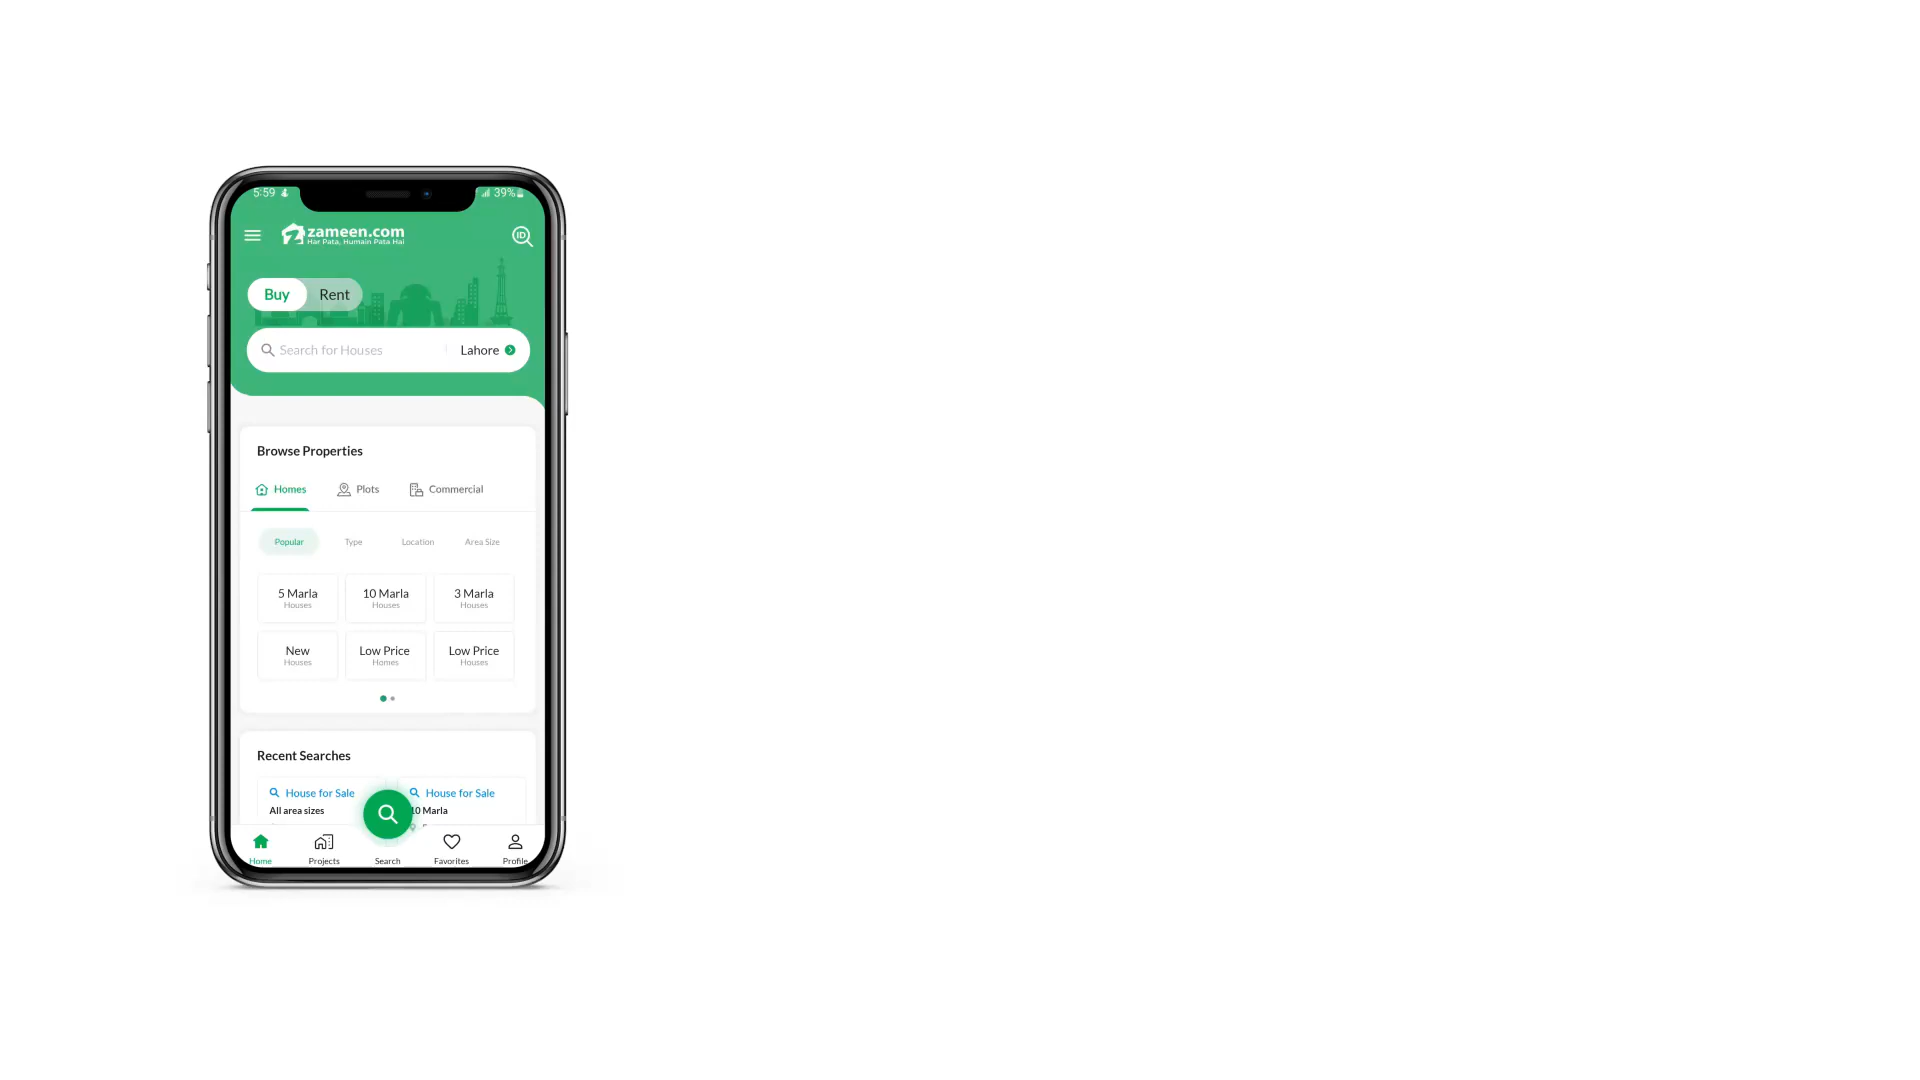 5:59
39%
zameen.com
Har Pata, Humain Pata Hai
ID
Buy Rent
Search for Houses Lahore
Browse Properties
Homes Plots Commercial
Popular Type Location Area Size
5 Marla 10 Marla 3 Marla
Houses Houses Houses
New Low Price Low Price
Houses Homes Houses
Recent Searches
House for Sale House for Sale
All area sizes 10 Marla
Home Projects Search Favorites Profile